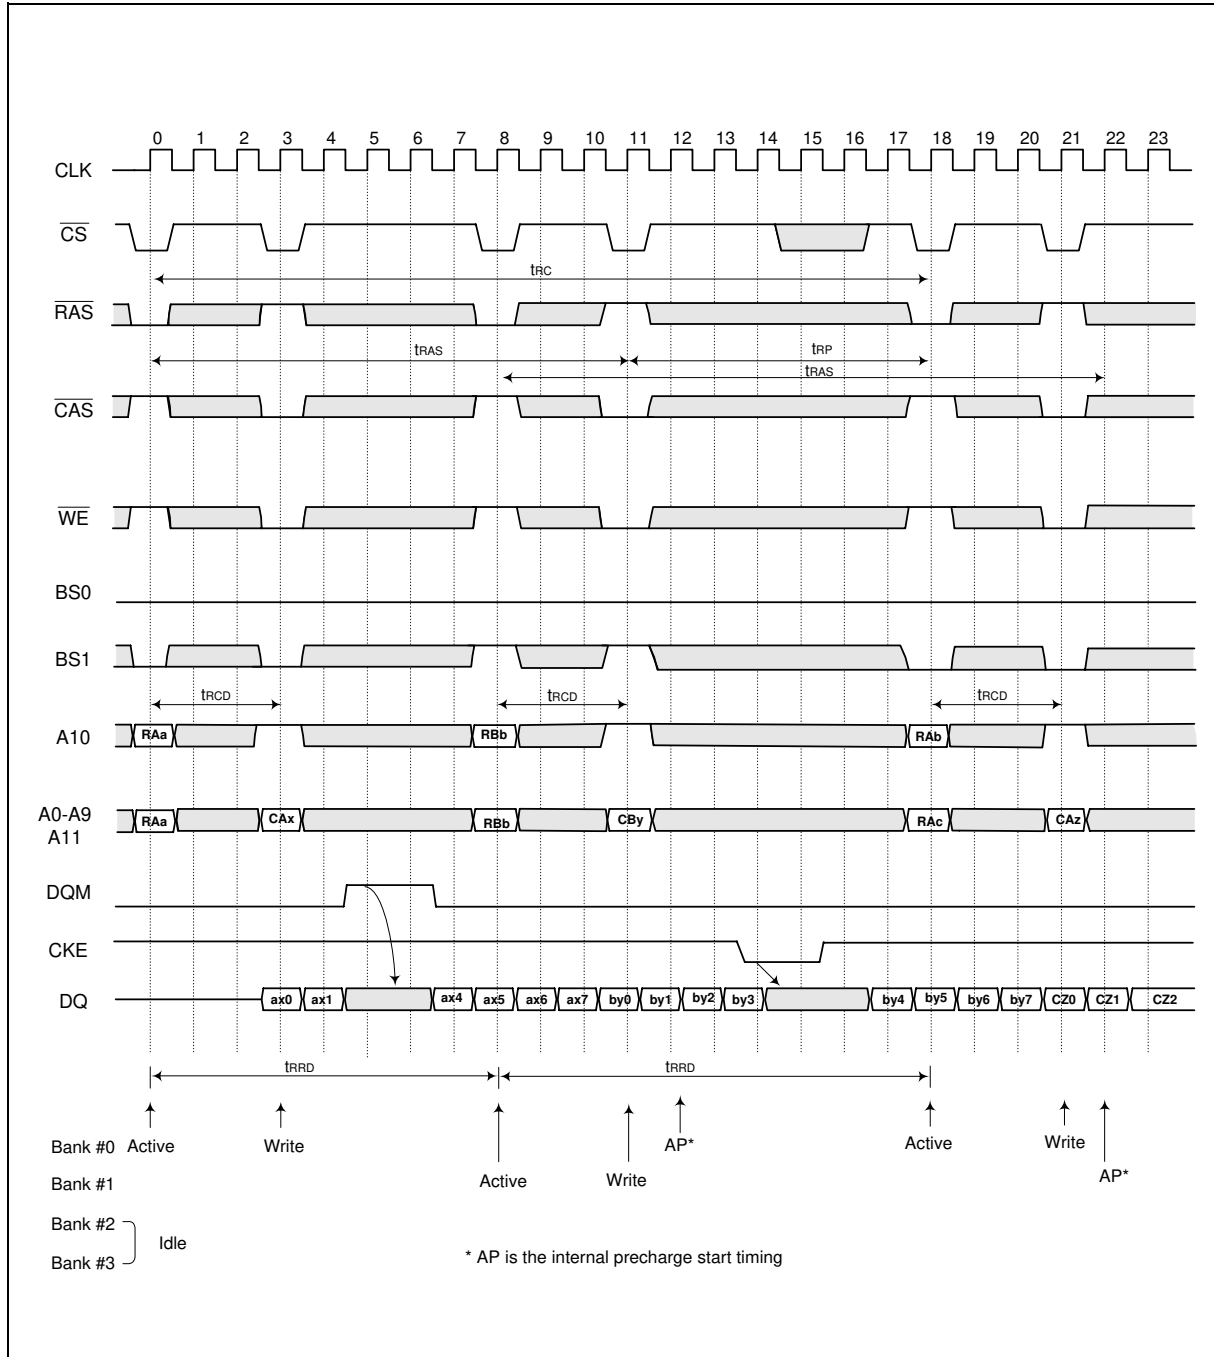 0 1 2 3 4 5 6 7 8 9 10 11 12 13 14 15 16 17 18 19 20 21 22 23
CLK
CS
tRC
RAS
tRAS tRP
tRAS
CAS
WE
BS0
BS1
tRCD tRCD tRCD
A10 RAa RBb RAb
A0-A9 RAa CAx RBb CBy RAc CAz
A11
DQM
CKE
DQ ax0 ax1 ax4 ax5 ax6 ax7 by0 by1 by2 by3 by4 by5 by6 by7 CZ0 CZ1 CZ2
tRRD tRRD
Bank #0 Active Write AP* Active Write
Bank #1 Active Write AP*
Bank #2
Idle
Bank #3
* AP is the internal precharge start timing